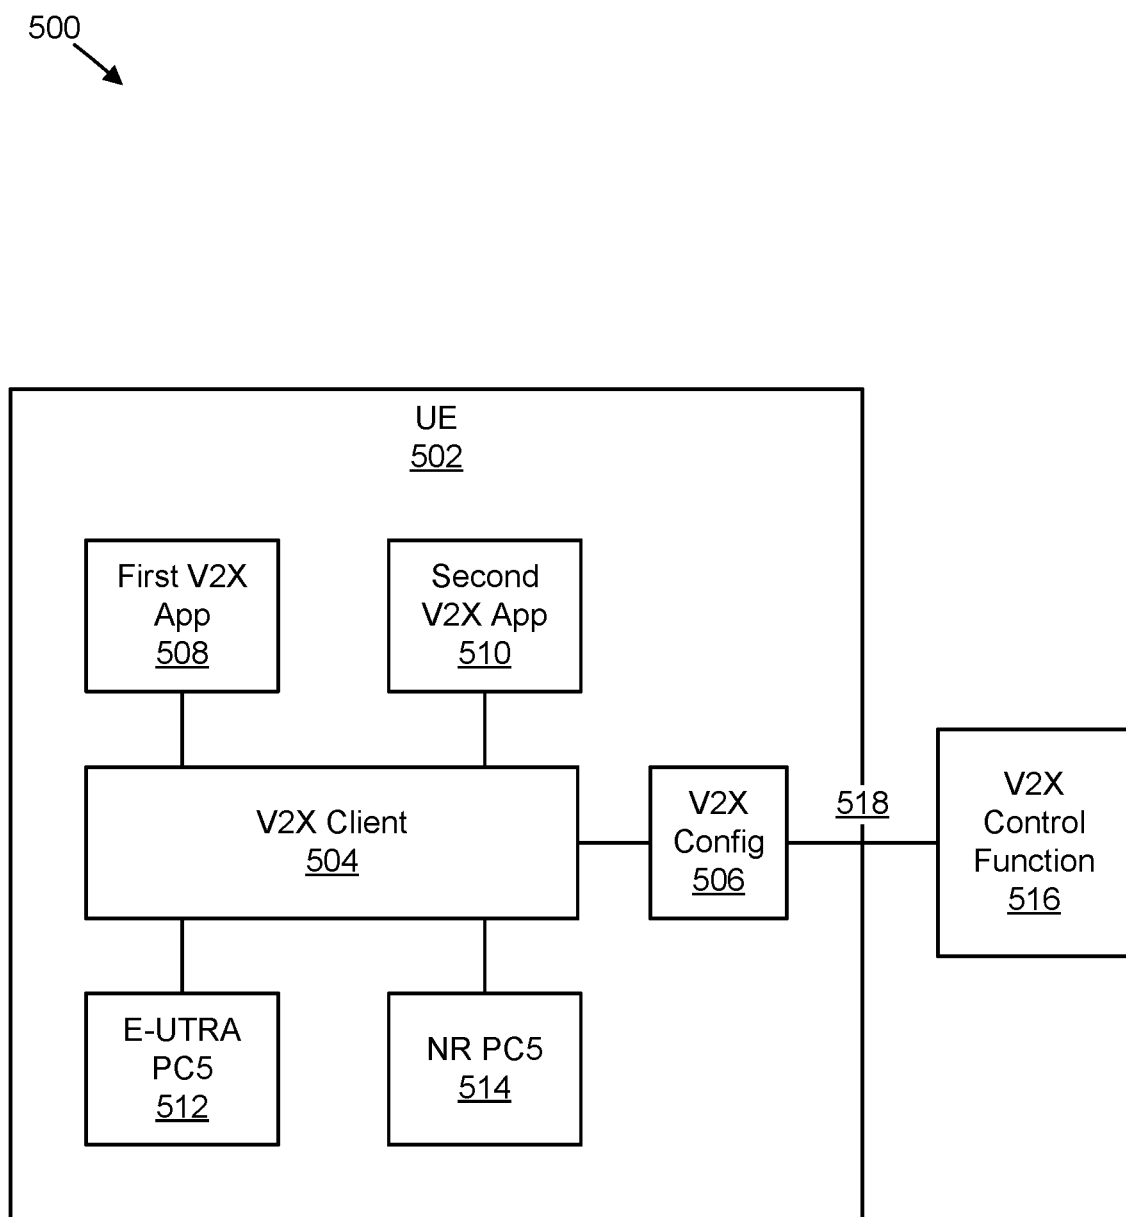 500
UE
502
First V2X
App
508
Second
V2X App
510
V2X Client
504
V2X
Config
506
518
V2X
Control
Function
516
E-UTRA
PC5
512
NR PC5
514